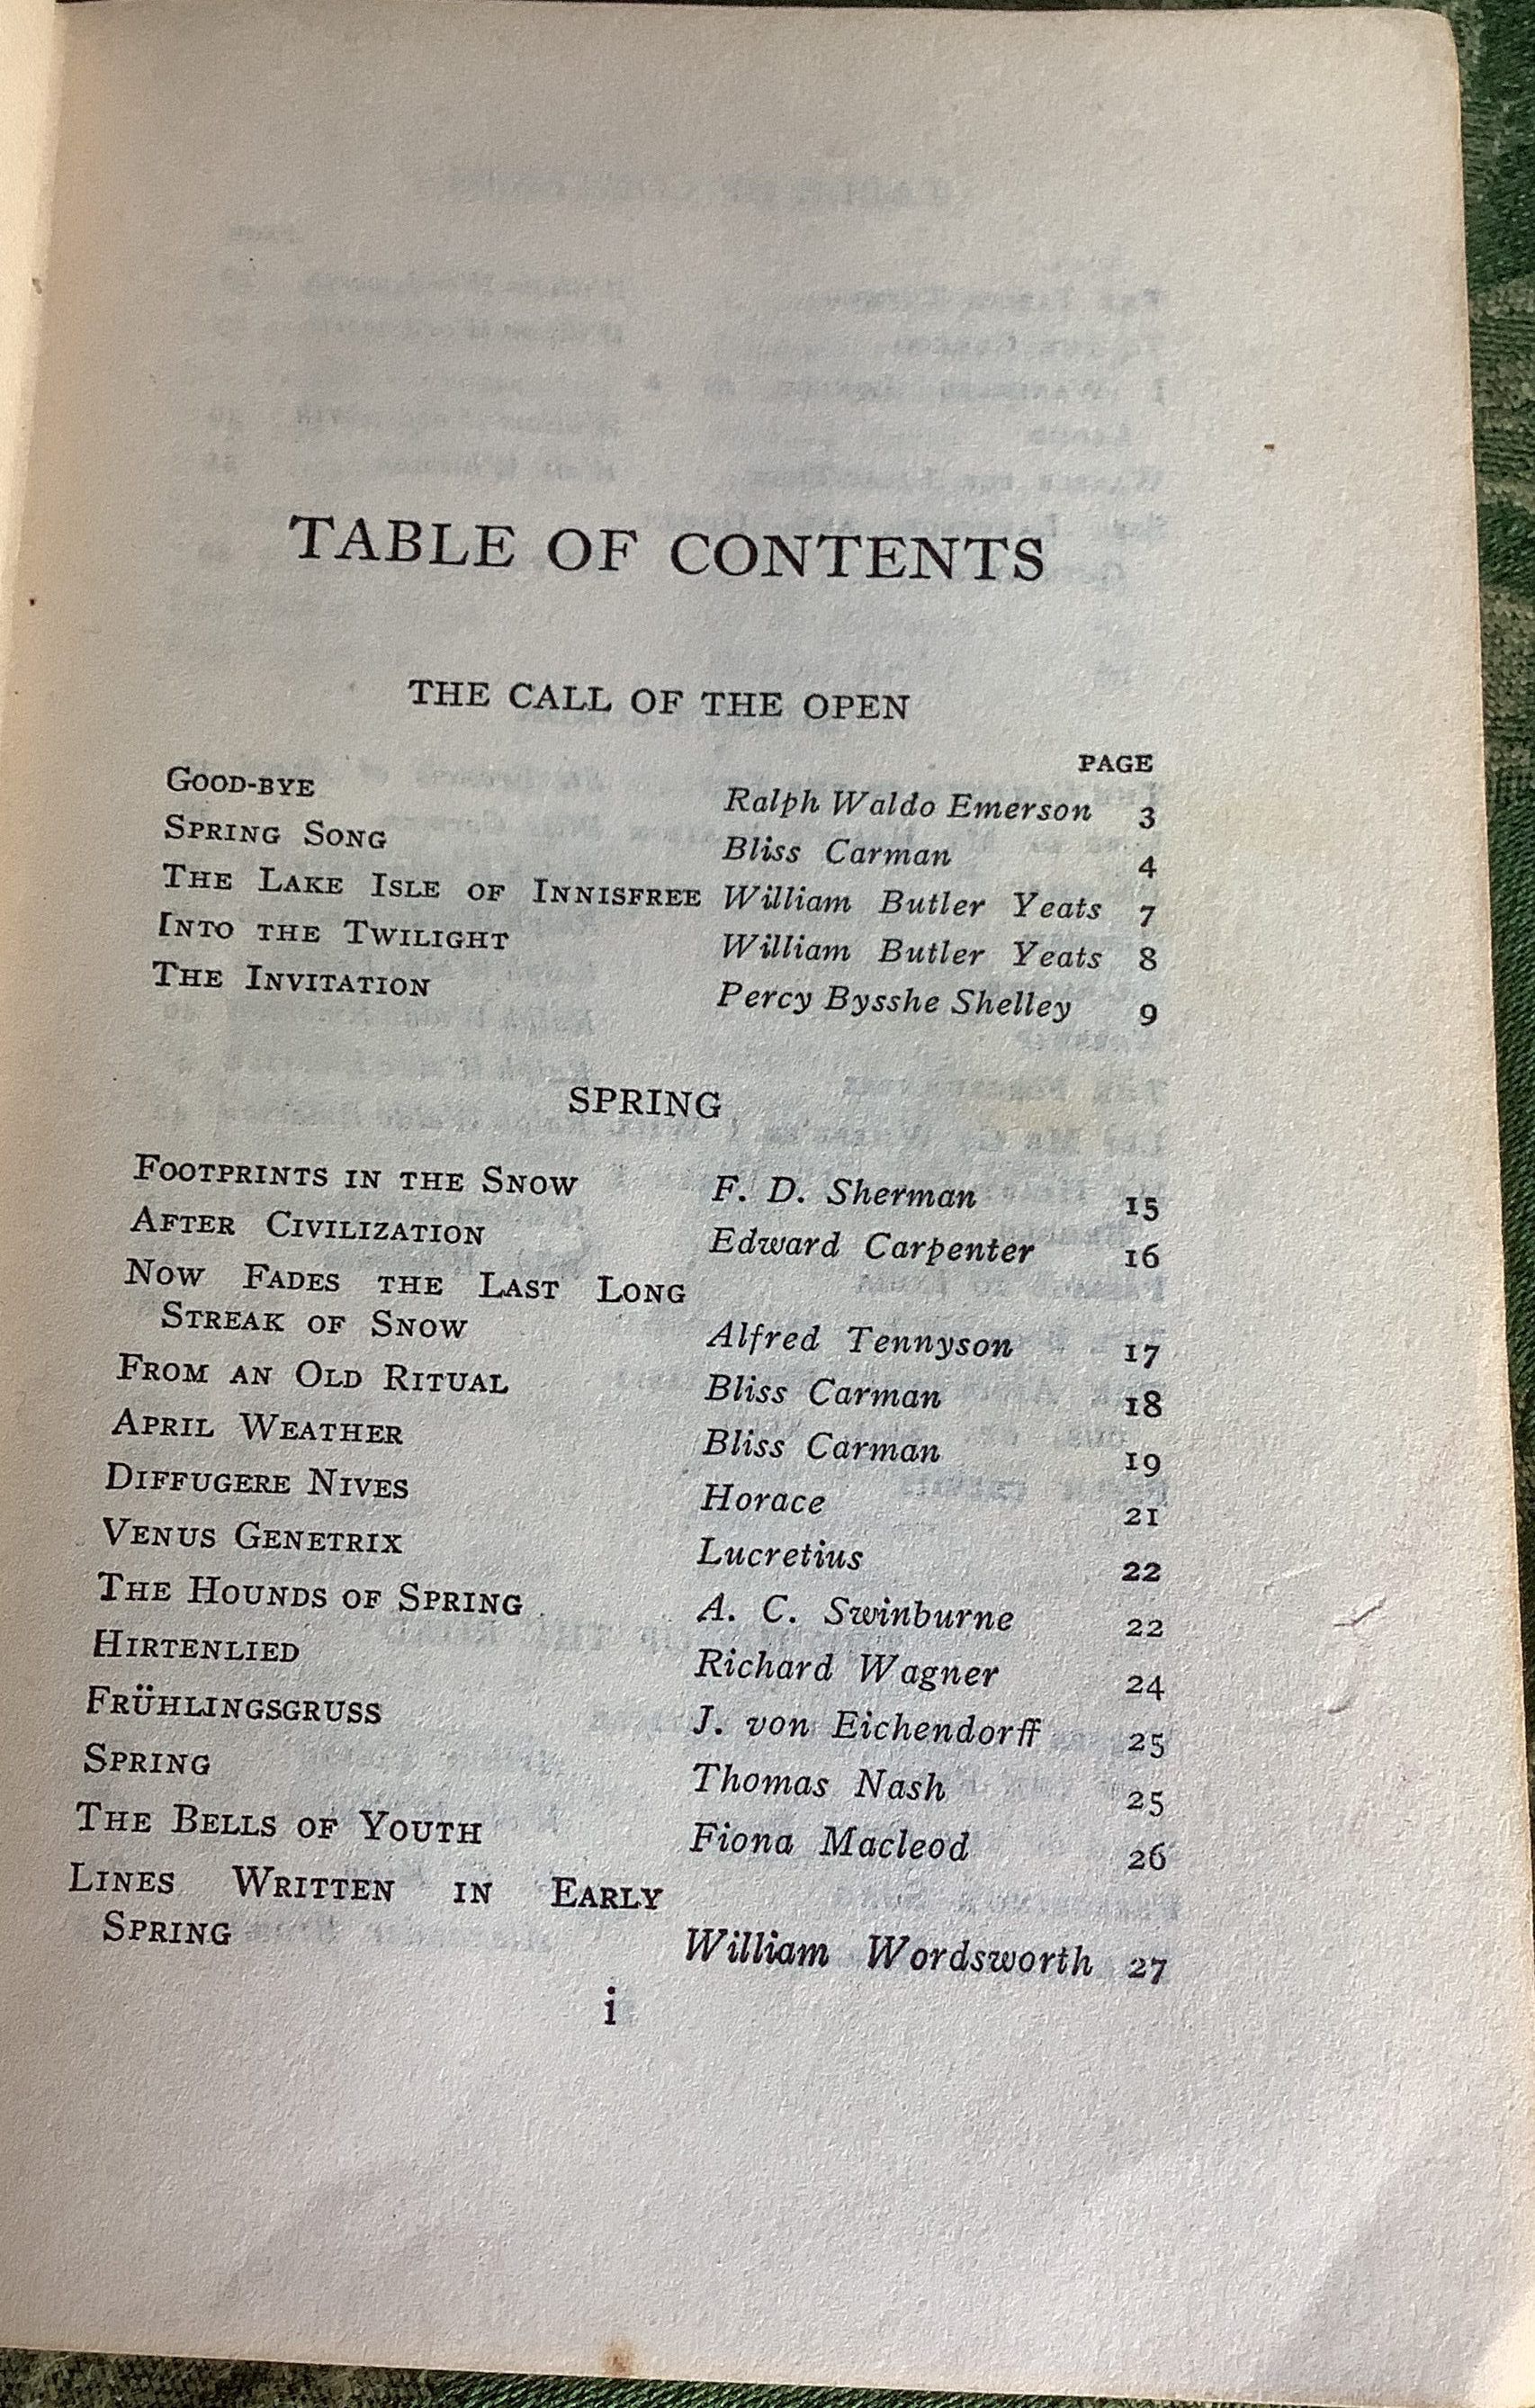 TABLE OF CONTENTS
THE CALL OF THE OPEN
PAGE
GOOD-BYE Ralph Waldo Emerson 3
SPRING SONG Bliss Carman 4
THE LAKE ISLE OF INNISFREE William Butler Yeats 7
INTO THE TWILIGHT William Butler Yeats 8
THE INVITATION Percy Bysshe Shelley 9
SPRING
FOOTPRINTS IN THE SNOW F. D. Sherman 15
AFTER CIVILIZATION Edward Carpenter 16
NOW FADES THE LAST LONG
STREAK OF SNOW Alfred Tennyson 17
FROM AN OLD RITUAL Bliss Carman 18
APRIL WEATHER Bliss Carman 19
DIFFUGERE NIVES Horace 21
VENUS GENETRIX Lucretius 22
THE HOUNDS OF SPRING A. C. Swinburne 22
HIRTENLIED Richard Wagner 24
FRÜHLINGSGRUSS J. von Eichendorff 25
SPRING Thomas Nash 25
THE BELLS OF YOUTH Fiona Macleod 26
LINES WRITTEN IN EARLY
SPRING William Wordsworth 27
i